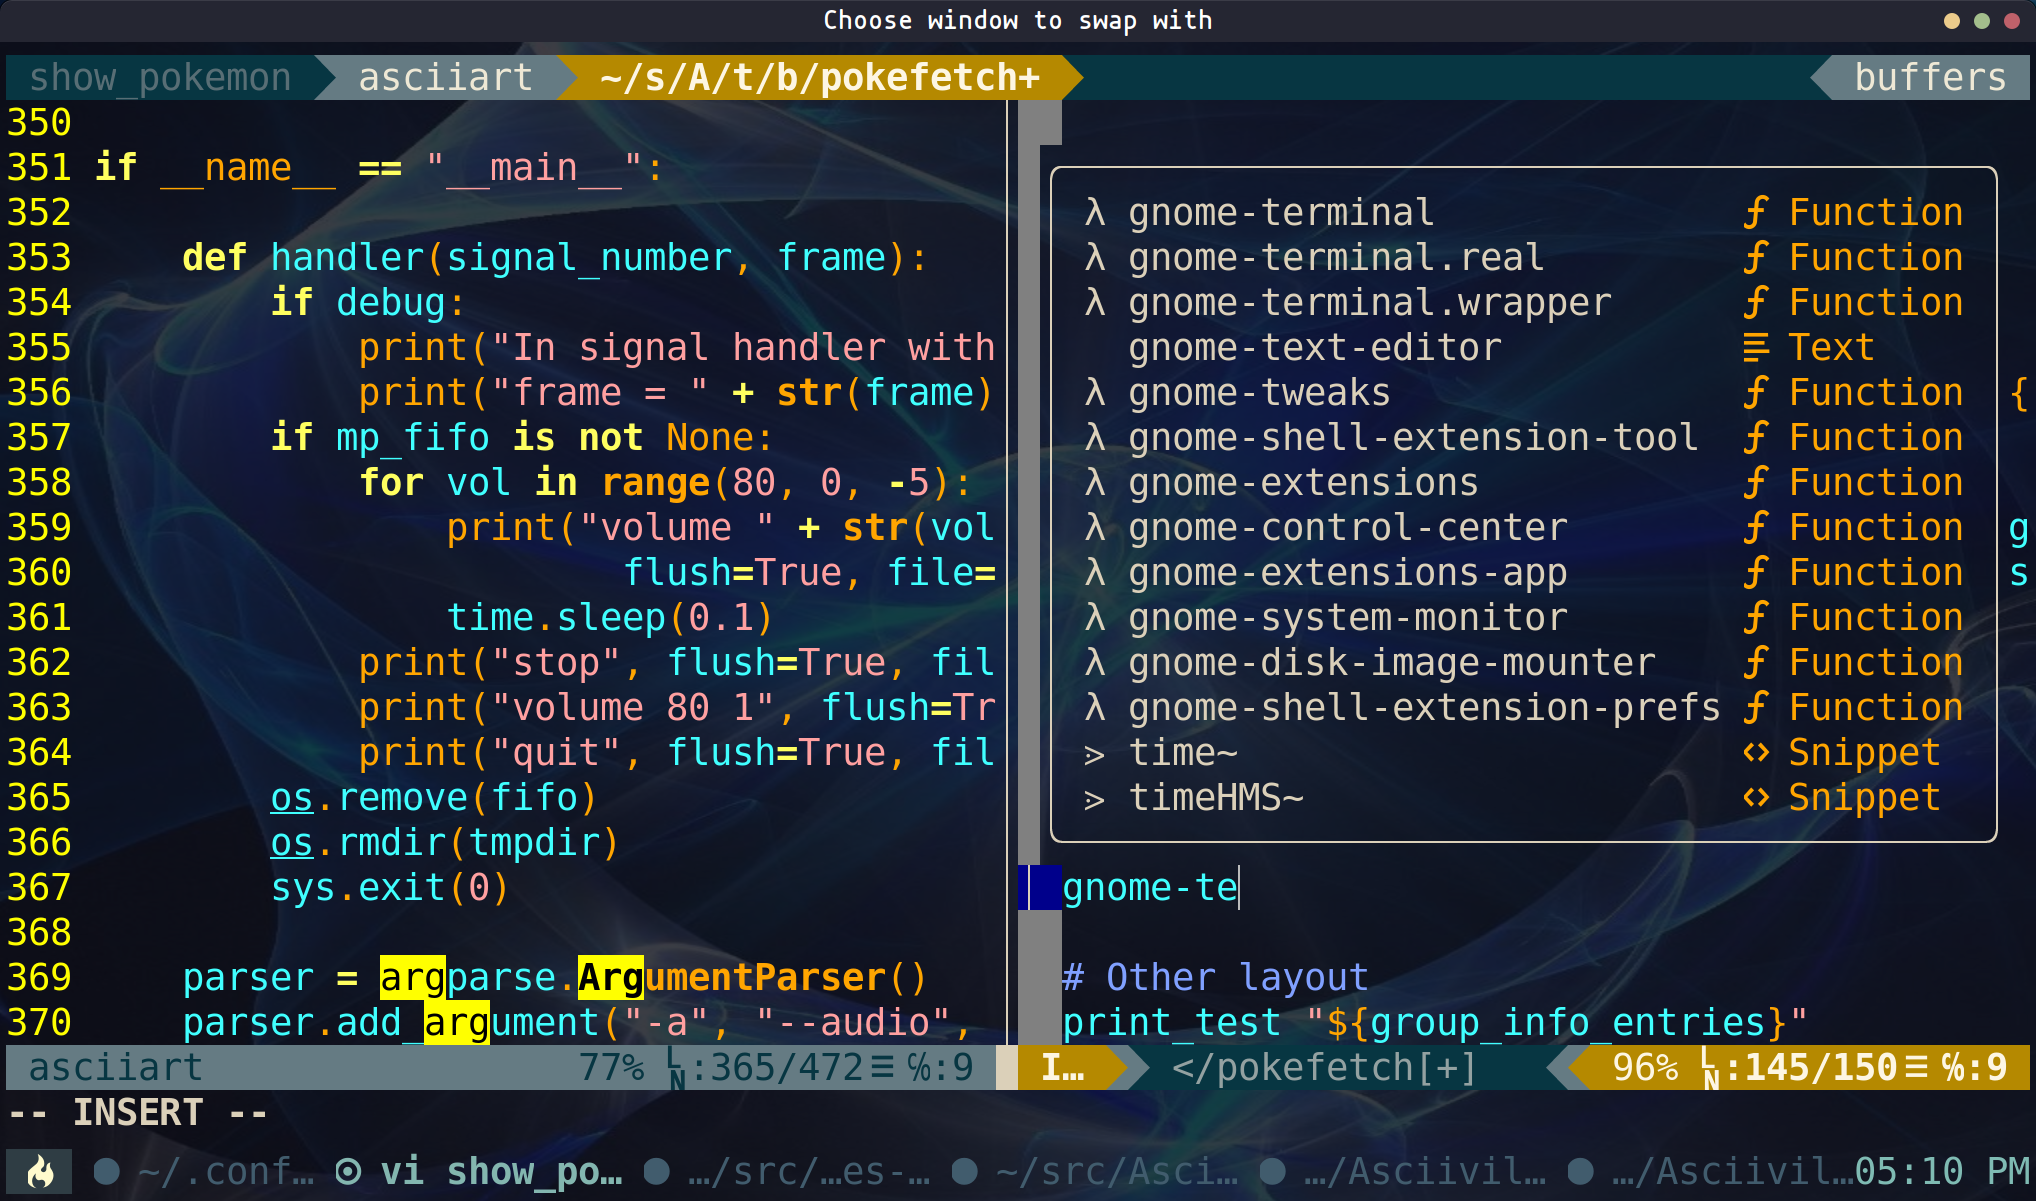 Choose window to swap with
show_pokemon asciiart ~/s/A/t/b/pokefetch+ buffers
350
351 if __name__ == "__main__":
352
353     def handler(signal_number, frame):
354         if debug:
355             print("In signal handler with
356             print("frame = " + str(frame)
357         if mp_fifo is not None:
358             for vol in range(80, 0, -5):
359                 print("volume " + str(vol
360                         flush=True, file=
361                 time.sleep(0.1)
362             print("stop", flush=True, fil
363             print("volume 80 1", flush=Tr
364             print("quit", flush=True, fil
365         os.remove(fifo)
366         os.rmdir(tmpdir)
367         sys.exit(0)
368
369     parser = argparse.ArgumentParser()
370     parser.add_argument("-a", "--audio",
λ gnome-terminal Function
λ gnome-terminal.real Function
λ gnome-terminal.wrapper Function
gnome-text-editor Text
λ gnome-tweaks Function {
λ gnome-shell-extension-tool Function
λ gnome-extensions Function
λ gnome-control-center Function g
λ gnome-extensions-app Function s
λ gnome-system-monitor Function
λ gnome-disk-image-mounter Function
λ gnome-shell-extension-prefs Function
time~ Snippet
timeHMS~ Snippet
gnome-te
# Other layout
print_test "${group_info_entries}"
asciiart 77% LN:365/472≡ ℅:9
I… </pokefetch[+] 96% LN:145/150≡ ℅:9
-- INSERT --
~/.conf… vi show_po… …/src/…es-… ~/src/Asci… …/Asciivil… …/Asciivil…05:10 PM